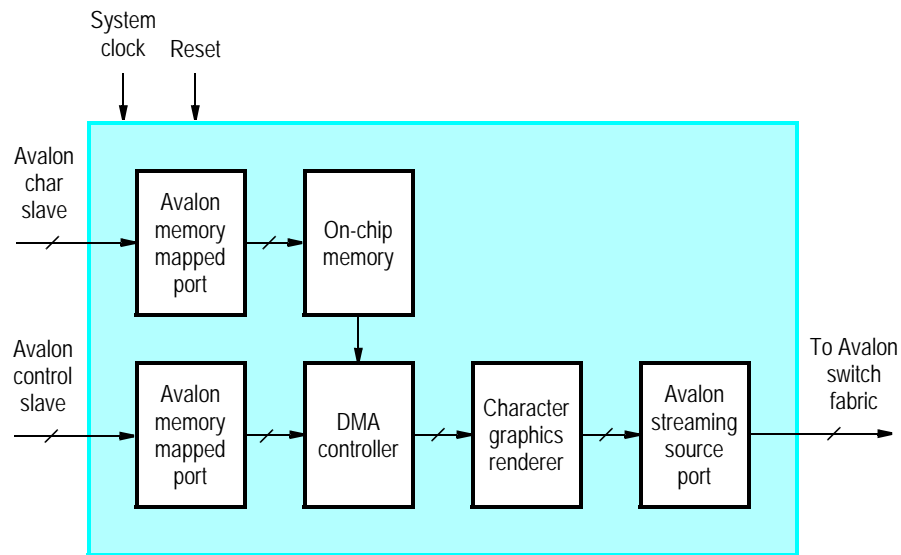 System
clock
Reset
Avalon
char
slave
Avalon
memory
mapped
port
On-chip
memory
Avalon
control
slave
Avalon
memory
mapped
port
DMA
controller
Character
graphics
renderer
Avalon
streaming
source
port
To Avalon
switch
fabric